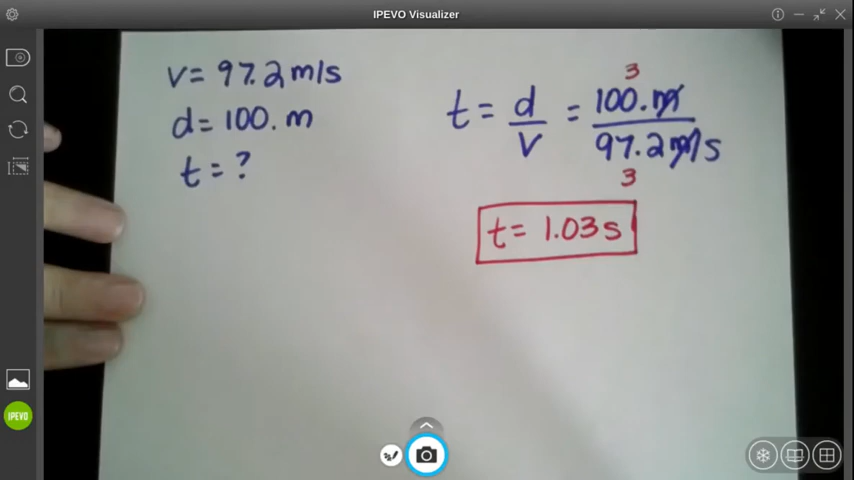 IPEVO Visualizer
v = 97.2 m/s
d = 100. m
t = ?
t = d/v = 100. m / 97.2 m/s
3
3
t = 1.03 s
IPEVO